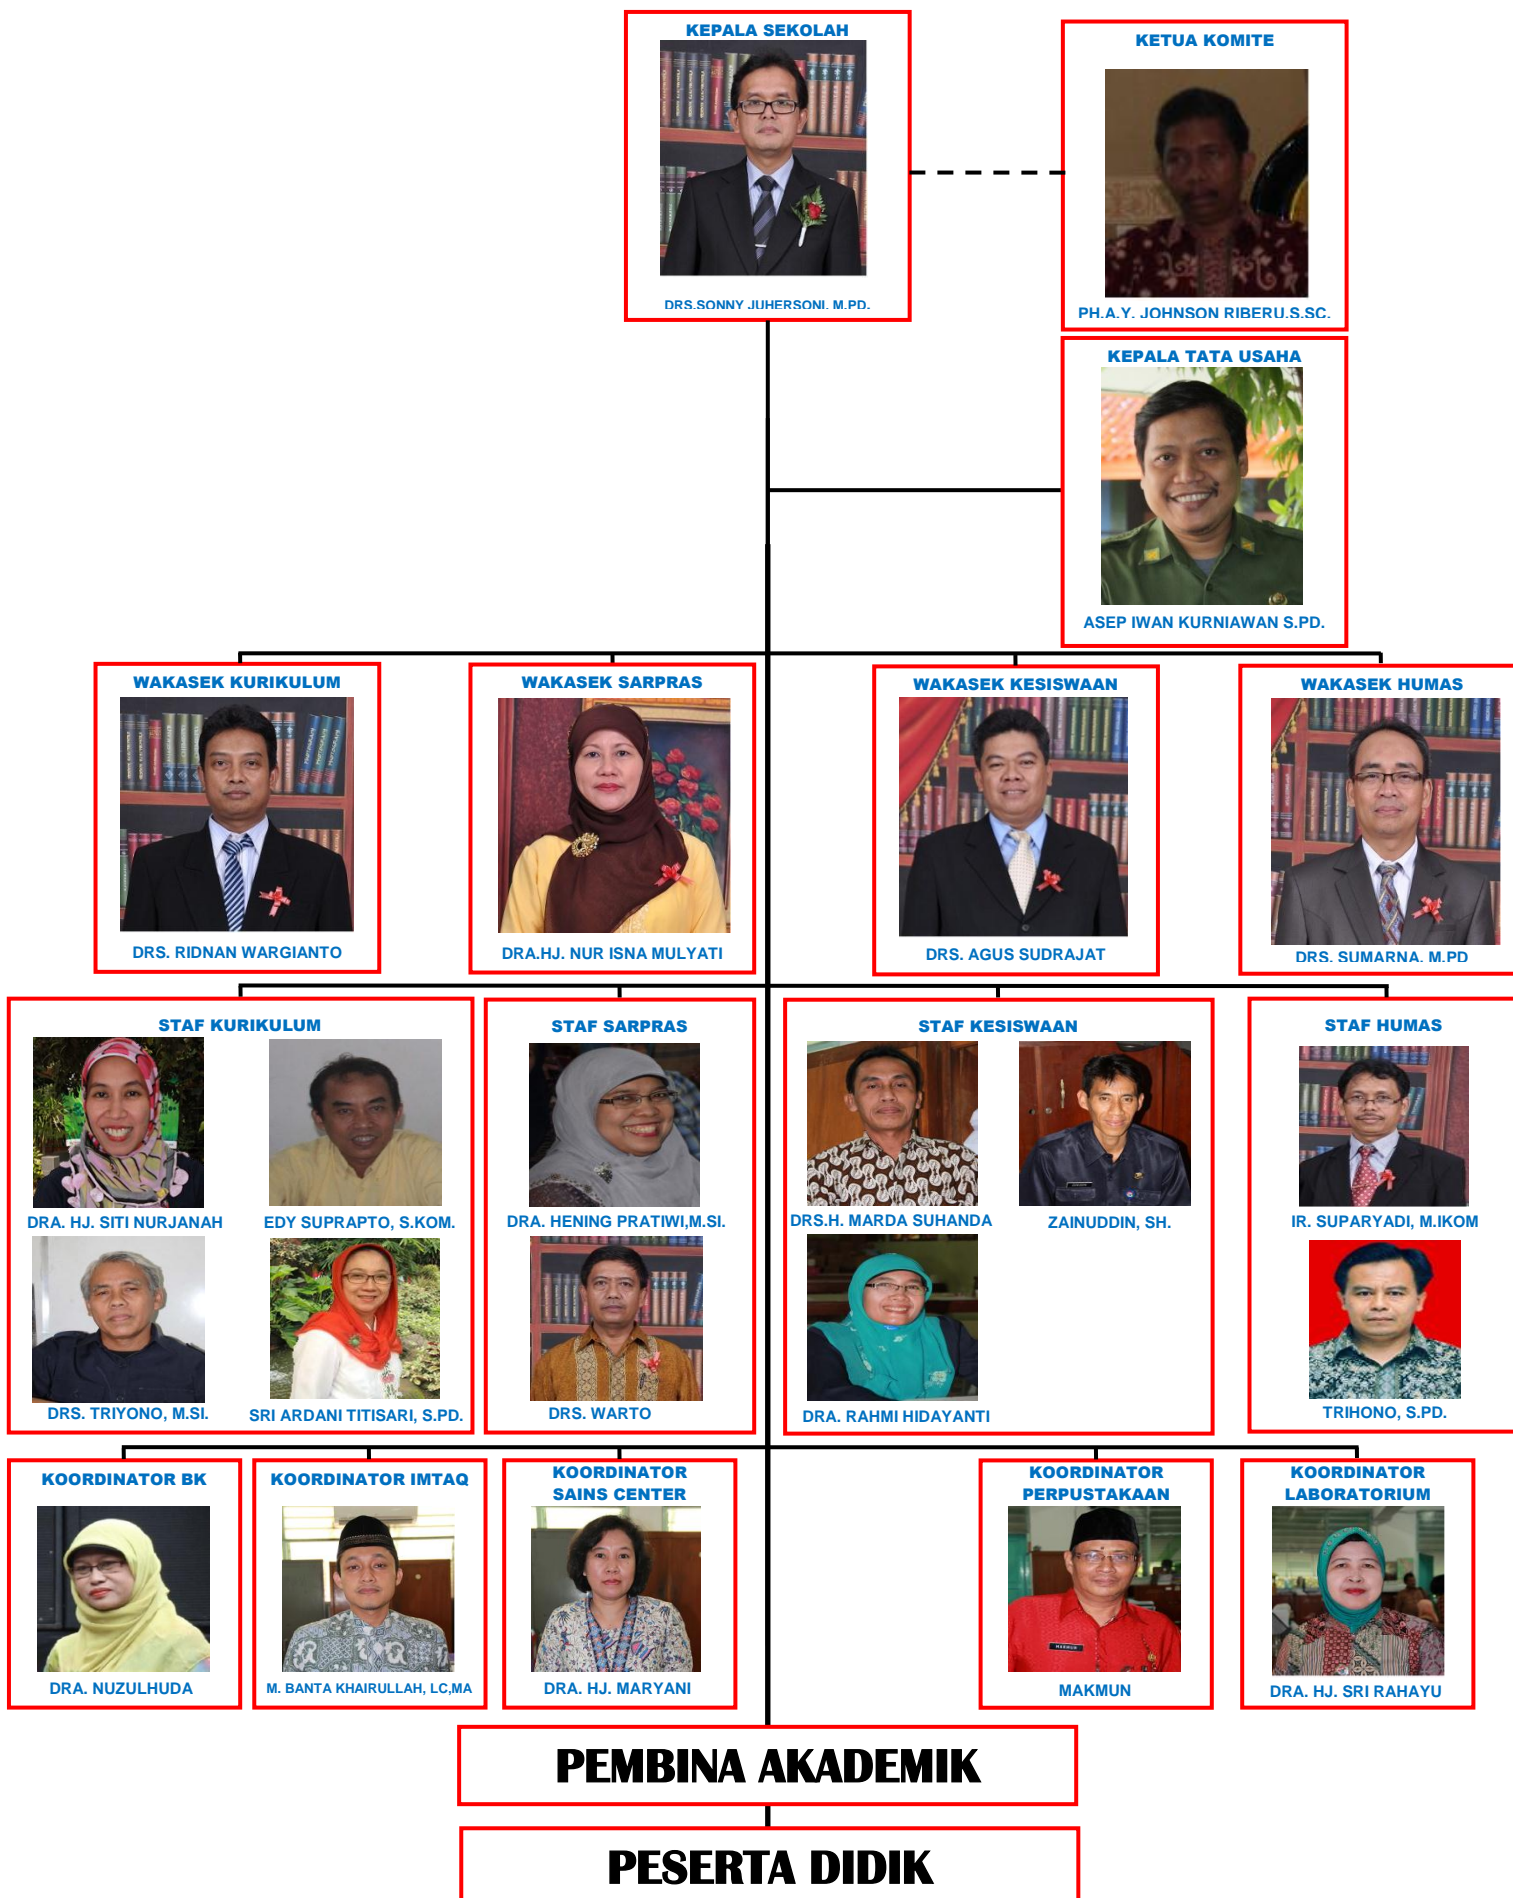 KEPALA SEKOLAH
DRS.SONNY JUHERSONI, M.PD.
KETUA KOMITE
PH.A.Y. JOHNSON RIBERU,S.SC.
KEPALA TATA USAHA
ASEP IWAN KURNIAWAN S.PD.
WAKASEK KURIKULUM
DRS. RIDNAN WARGIANTO
WAKASEK SARPRAS
DRA.HJ. NUR ISNA MULYATI
WAKASEK KESISWAAN
DRS. AGUS SUDRAJAT
WAKASEK HUMAS
DRS. SUMARNA, M.PD
STAF KURIKULUM
DRA. HJ. SITI NURJANAH
EDY SUPRAPTO, S.KOM.
DRS. TRIYONO, M.SI.
SRI ARDANI TITISARI, S.PD.
STAF SARPRAS
DRA. HENING PRATIWI,M.SI.
DRS. WARTO
STAF KESISWAAN
DRS.H. MARDA SUHANDA
ZAINUDDIN, SH.
DRA. RAHMI HIDAYANTI
STAF HUMAS
IR. SUPARYADI, M.IKOM
TRIHONO, S.PD.
KOORDINATOR BK
DRA. NUZULHUDA
KOORDINATOR IMTAQ
M. BANTA KHAIRULLAH, LC,MA
KOORDINATOR
SAINS CENTER
DRA. HJ. MARYANI
KOORDINATOR
PERPUSTAKAAN
MAKMUN
MAKMUN
KOORDINATOR
LABORATORIUM
DRA. HJ. SRI RAHAYU
PEMBINA AKADEMIK
PESERTA DIDIK